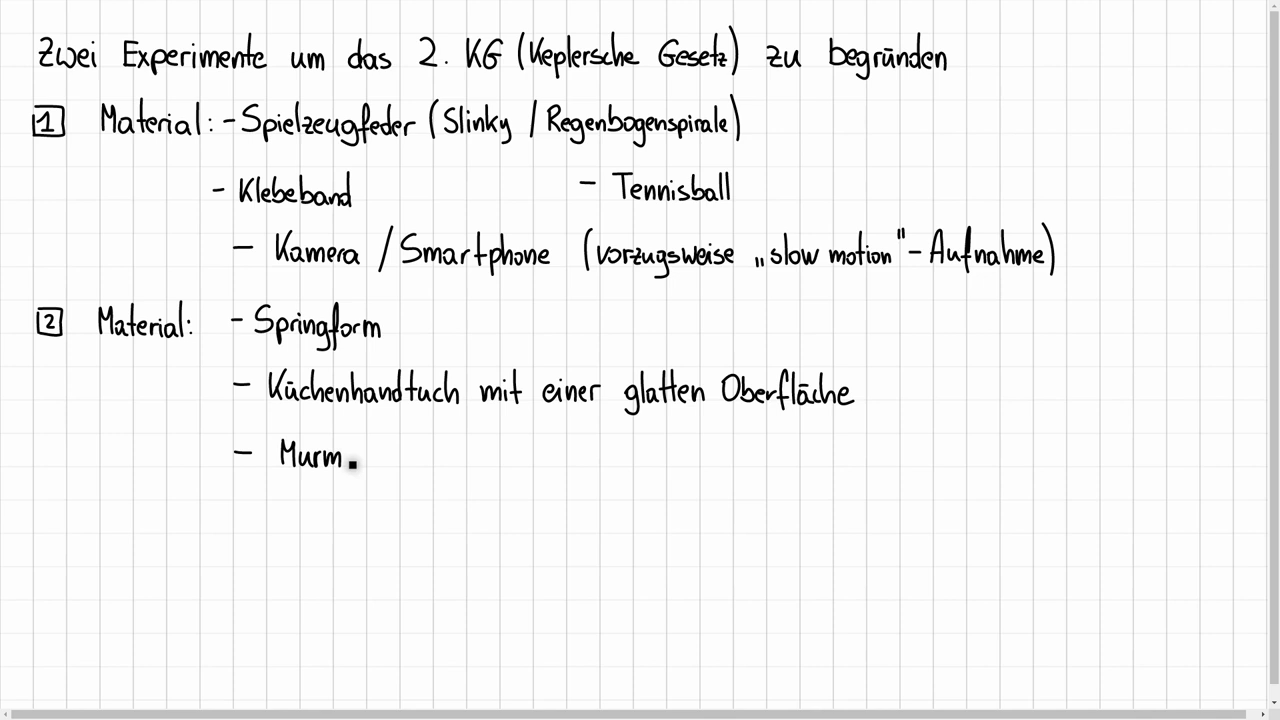 Zwei Experimente um das 2. KG (Keplersche Gesetz) zu begründen
1 Material: - Spielzeugfeder (Slinky / Regenbogenspirale)
- Klebeband - Tennisball
- Kamera / Smartphone (vorzugsweise „slow motion"- Aufnahme)
2 Material: - Springform
- Küchenhandtuch mit einer glatten Oberfläche
- Murm